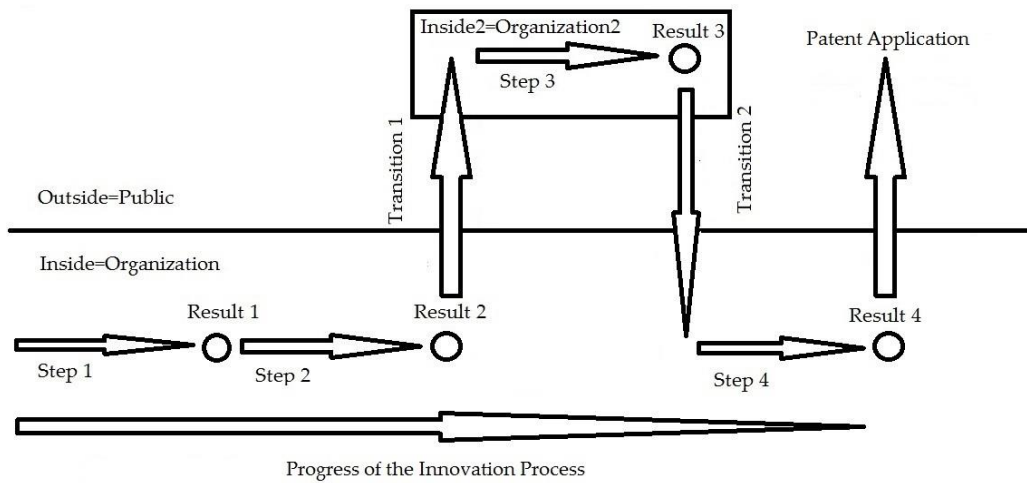 Inside2=Organization2
Result 3
Patent Application
Step 3
Transition 1
Transition 2
Outside=Public
Inside=Organization
Result 1
Result 2
Result 4
Step 1
Step 2
Step 4
Progress of the Innovation Process